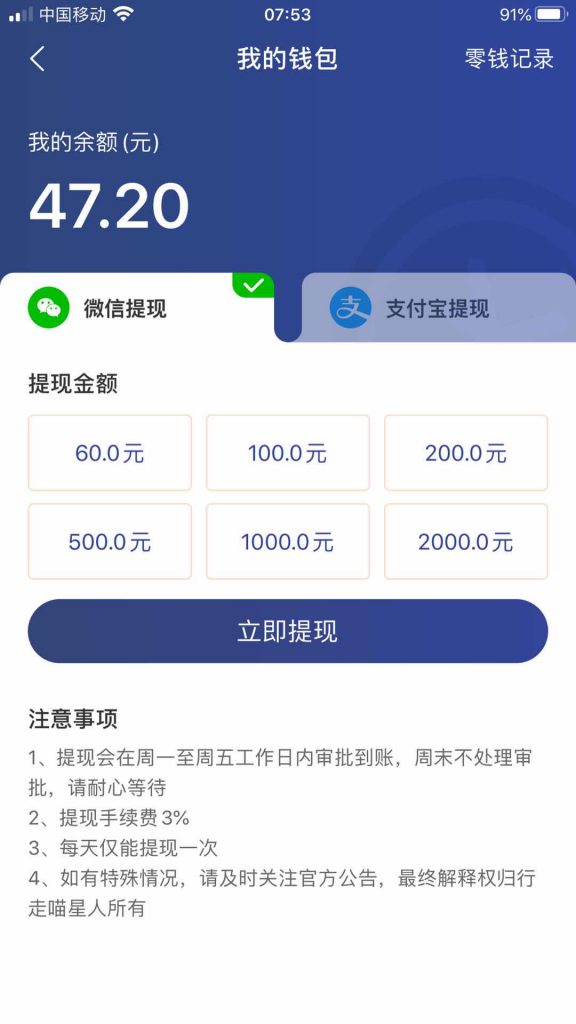 中国移动 07:53 91%
我的钱包 零钱记录
我的余额(元)
47.20
微信提现 支付宝提现
提现金额
60.0元 100.0元 200.0元
500.0元 1000.0元 2000.0元
立即提现
注意事项
1、提现会在周一至周五工作日内审批到账，周末不处理审
批，请耐心等待
2、提现手续费3%
3、每天仅能提现一次
4、如有特殊情况，请及时关注官方公告，最终解释权归行
走喵星人所有